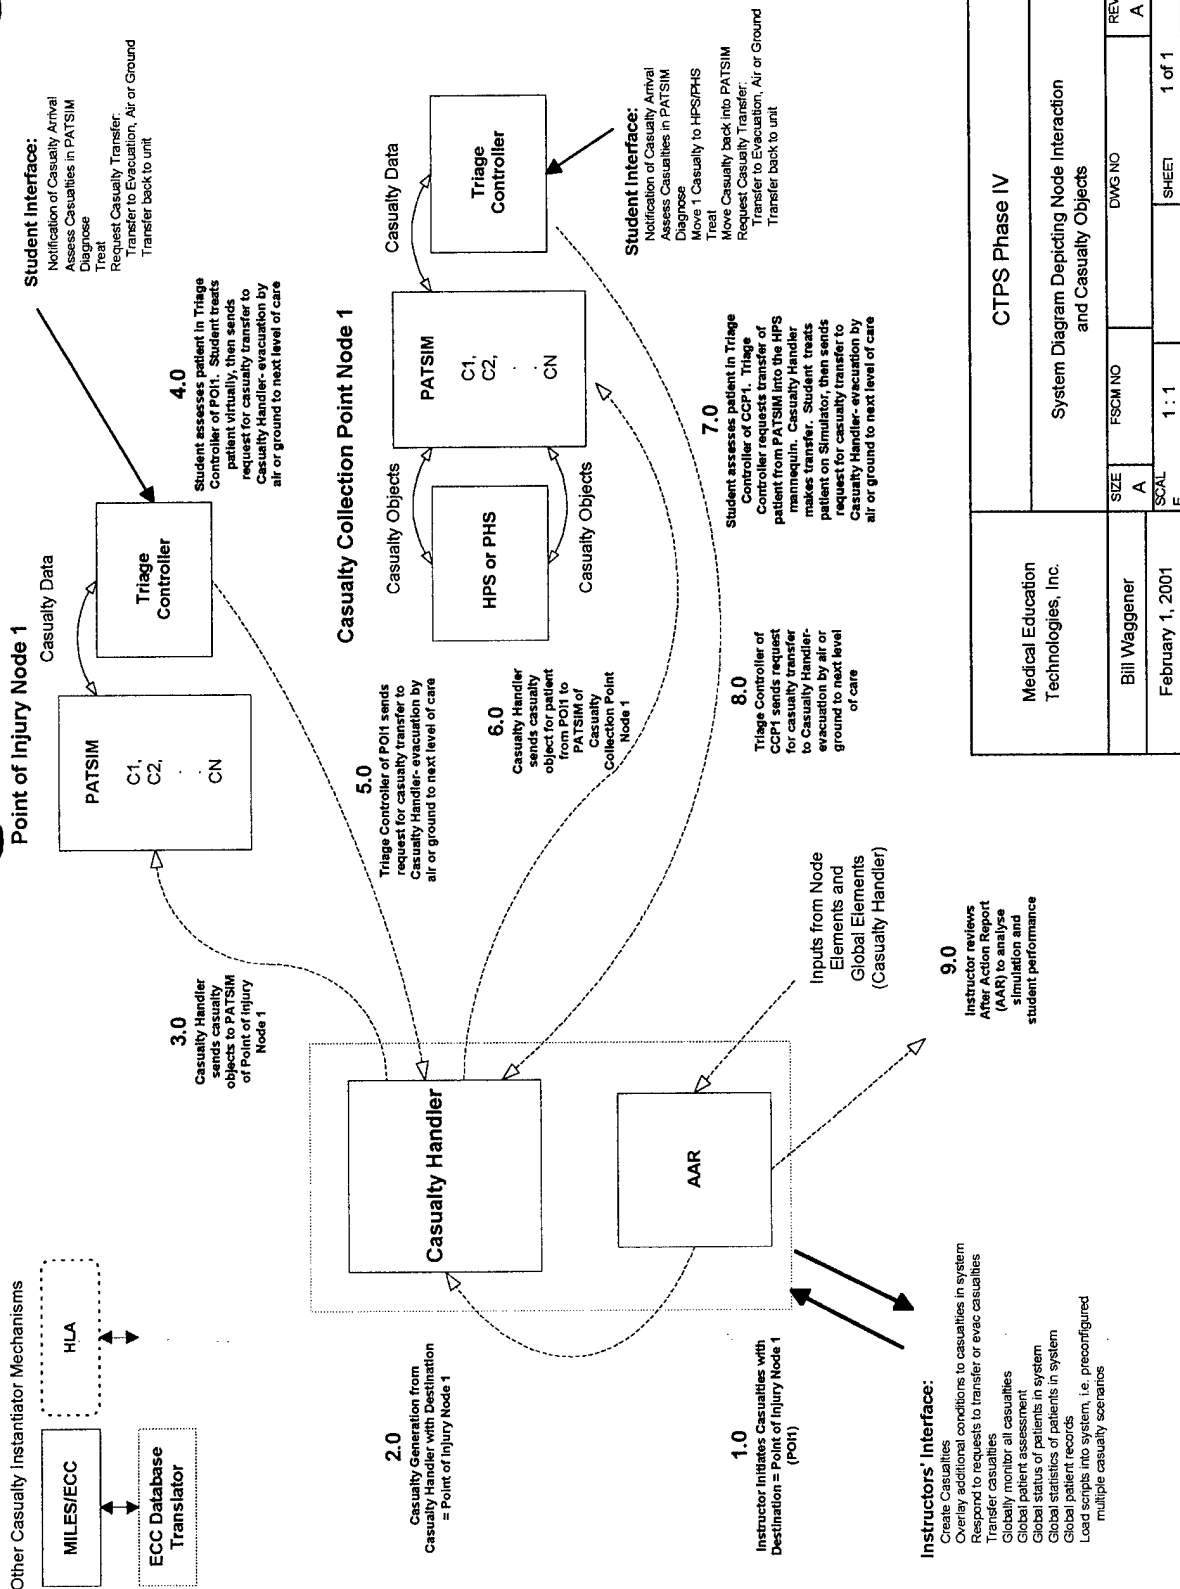 Other Casualty Instantiator Mechanisms
MILES/ECC
HLA
ECC Database
Translator
Point of Injury Node 1
PATSIM
C1,
C2,
.
.
CN
Casualty Data
Triage
Controller
Student Interface:
Notification of Casualty Arrival
Assess Casualties in PATSIM
Diagnose
Treat
Request Casualty Transfer:
Transfer to Evacuation, Air or Ground
Transfer back to unit
3.0
Casualty Handler
sends casualty
objects to PATSIM
of Point of Injury
Node 1
4.0
Student assesses patient in Triage
Controller of POI1. Student treats
patient virtually, then sends
request for casualty transfer to
Casualty Handler- evacuation by
air or ground to next level of care
Casualty Collection Point Node 1
5.0
Triage Controller of POI1 sends
request for casualty transfer to
Casualty Handler- evacuation by
air or ground to next level of care
Casualty Objects
HPS or PHS
Casualty Objects
PATSIM
C1,
C2,
.
.
CN
Casualty Data
Triage
Controller
Student Interface:
Notification of Casualty Arrival
Assess Casualties in PATSIM
Diagnose
Move 1 Casualty to HPS/PHS
Treat
Move Casualty back into PATSIM
Request Casualty Transfer:
Transfer to Evacuation, Air or Ground
Transfer back to unit
6.0
Casualty Handler
sends casualty
object for patient
from POI1 to
PATSIM of
Casualty
Collection Point
Node 1
7.0
Student assesses patient in Triage
Controller of CCP1. Triage
Controller requests transfer of
patient from PATSIM into the HPS
mannequin. Casualty Handler
makes transfer. Student treats
patient on Simulator, then sends
request for casualty transfer to
Casualty Handler- evacuation by
air or ground to next level of care
8.0
Triage Controller of
CCP1 sends request
for casualty transfer
to Casualty Handler-
evacuation by air or
ground to next level
of care
2.0
Casualty Generation from
Casualty Handler with Destination
= Point of Injury Node 1
Casualty Handler
1.0
Instructor Initiates Casualties with
Destination = Point of Injury Node 1
(POI1)
AAR
Inputs from Node
Elements and
Global Elements
(Casualty Handler)
9.0
Instructor reviews
After Action Report
(AAR) to analyse
simulation and
student performance
Instructors' Interface:
Create Casualties
Overlay additional conditions to casualties in system
Respond to requests to transfer or evac casualties
Transfer casualties
Globally monitor all casualties
Global patient assessment
Global status of patients in system
Global statistics of patients in system
Global patient records
Load scripts into system, i.e. preconfigured
multiple casualty scenarios
Medical Education
Technologies, Inc.
CTPS Phase IV
System Diagram Depicting Node Interaction
and Casualty Objects
Bill Waggener
SIZE
A
FSCM NO
DWG NO
REV
A
February 1, 2001
SCAL
E
1 : 1
SHEET
1 of 1